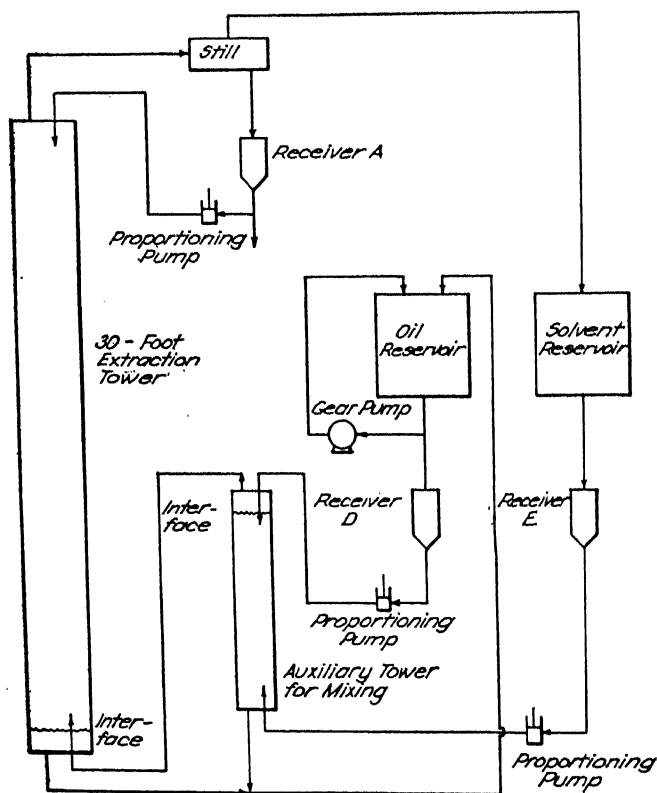 Still
Receiver A
Proportioning
Pump
30-Foot
Extraction
Tower
Oil
Reservoir
Solvent
Reservoir
Gear Pump
Inter-
face
Receiver
D
Receiver
E
Proportioning
Pump
Auxiliary Tower
for Mixing
Inter-
face
Proportioning
Pump